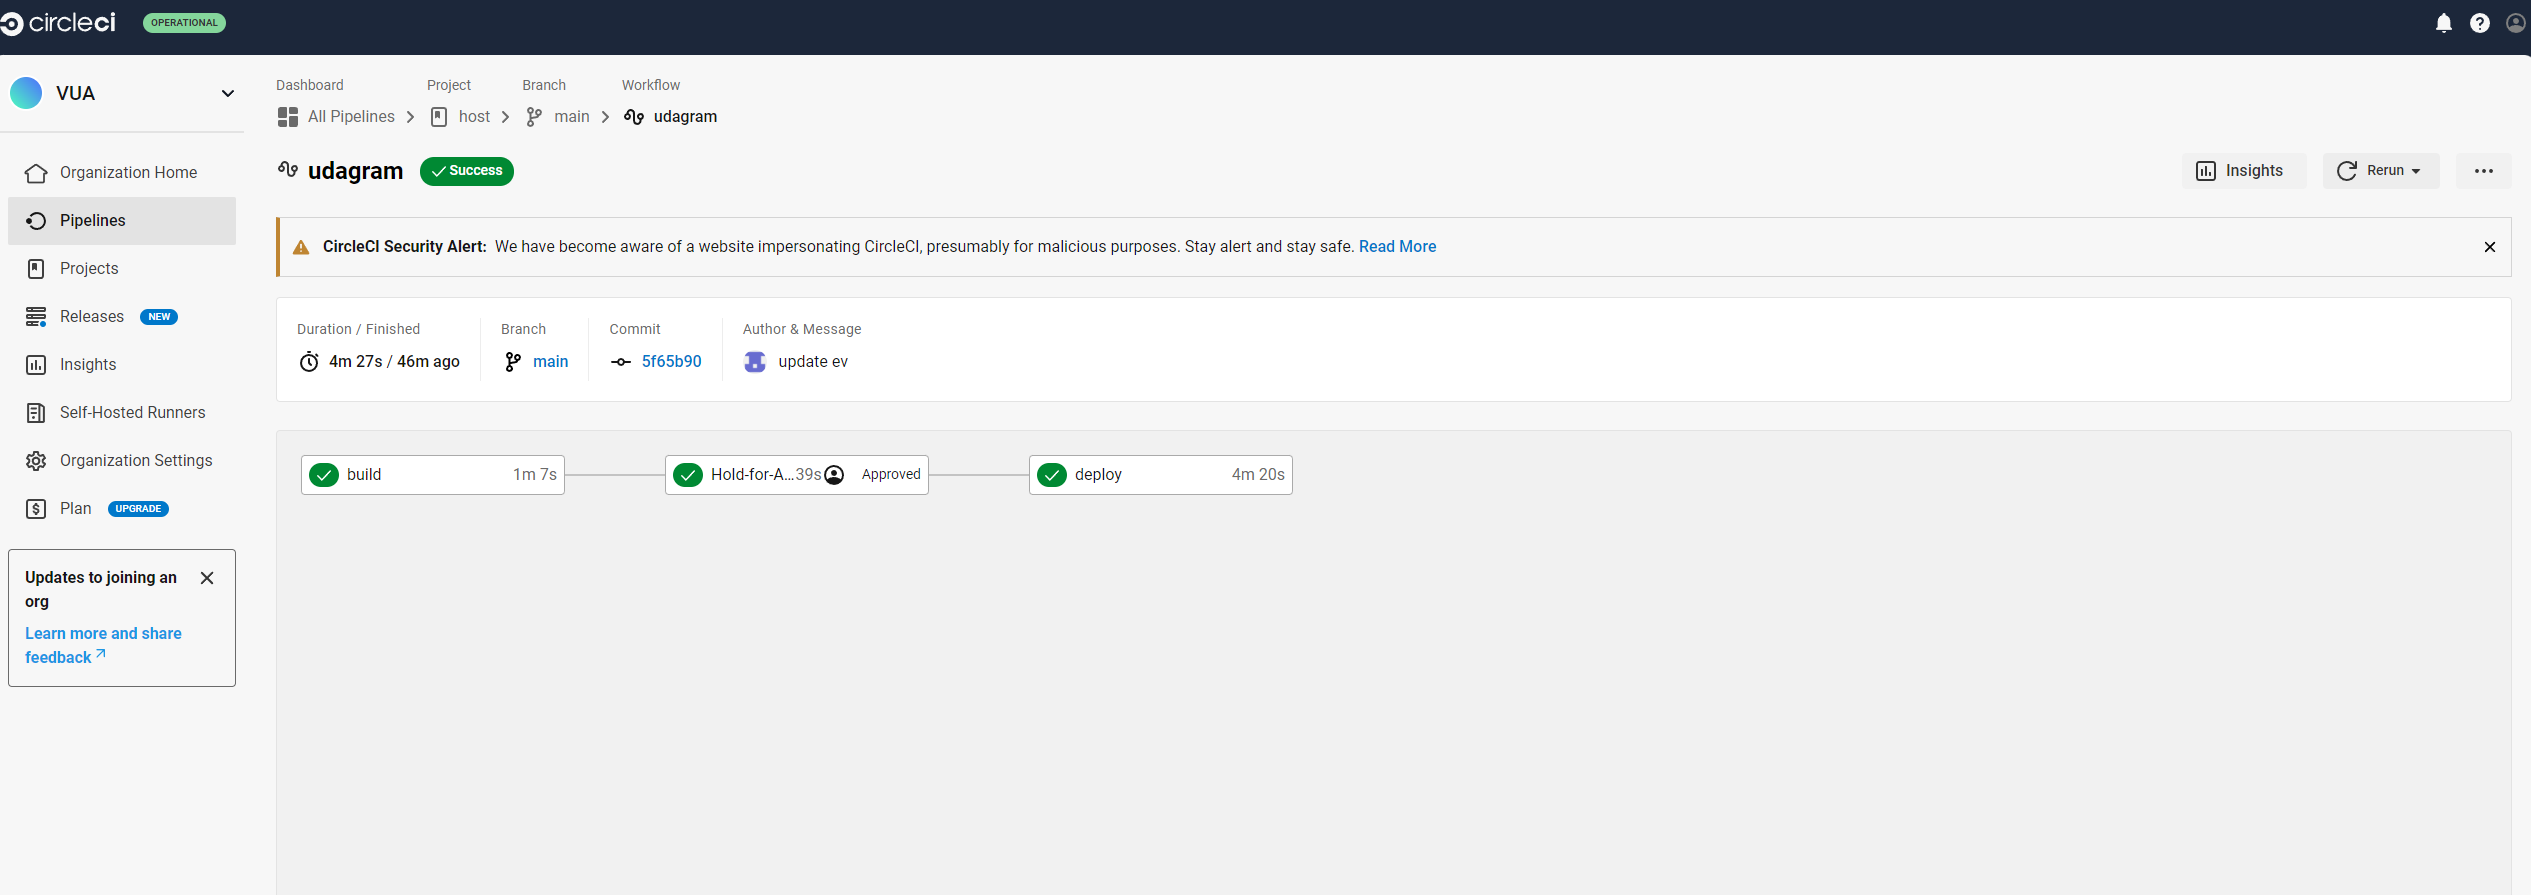 circleci
OPERATIONAL
VUA
Organization Home
Pipelines
Projects
Releases NEW
Insights
Self-Hosted Runners
Organization Settings
Plan UPGRADE
Updates to joining an
org
Learn more and share
feedback
Dashboard Project Branch Workflow
All Pipelines host main udagram
udagram Success
Insights Rerun
CircleCI Security Alert: We have become aware of a website impersonating CircleCI, presumably for malicious purposes. Stay alert and stay safe. Read More
Duration / Finished Branch Commit Author & Message
4m 27s / 46m ago main 5f65b90 update ev
build 1m 7s Hold-for-A...39s Approved deploy 4m 20s